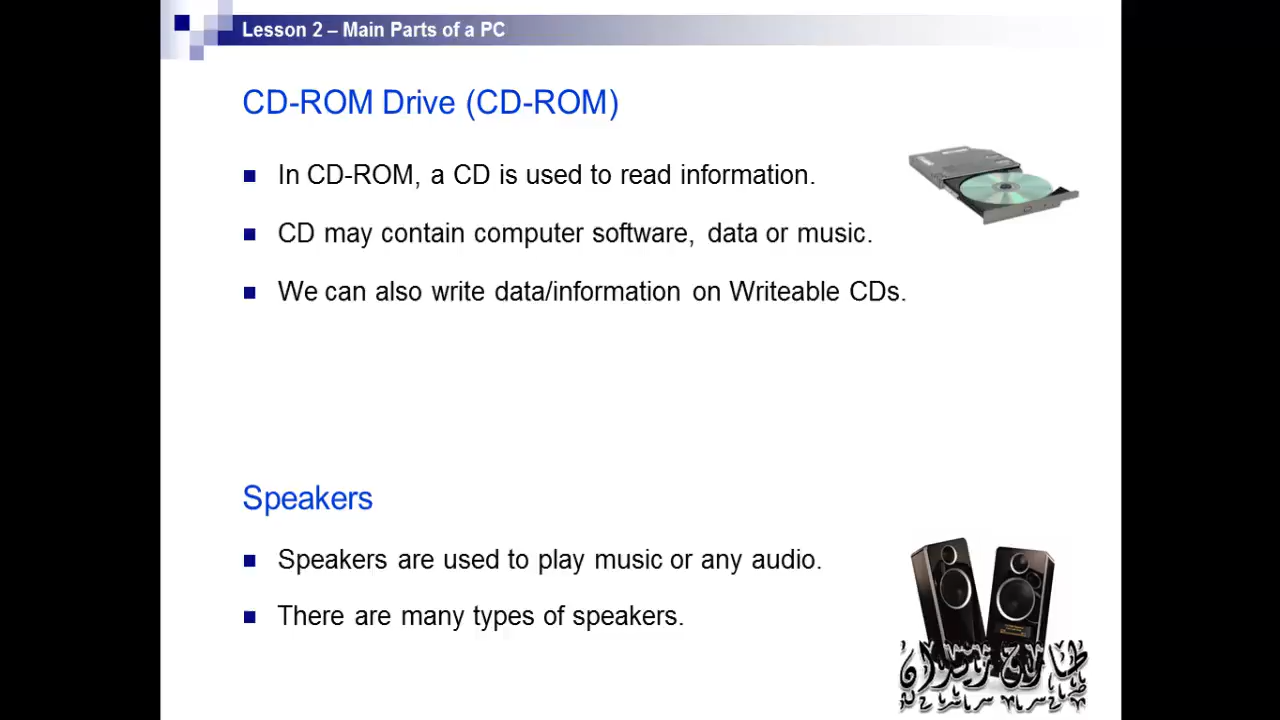 Lesson 2 – Main Parts of a PC
CD-ROM Drive (CD-ROM)
In CD-ROM, a CD is used to read information.
CD may contain computer software, data or music.
We can also write data/information on Writeable CDs.
Speakers
Speakers are used to play music or any audio.
There are many types of speakers.